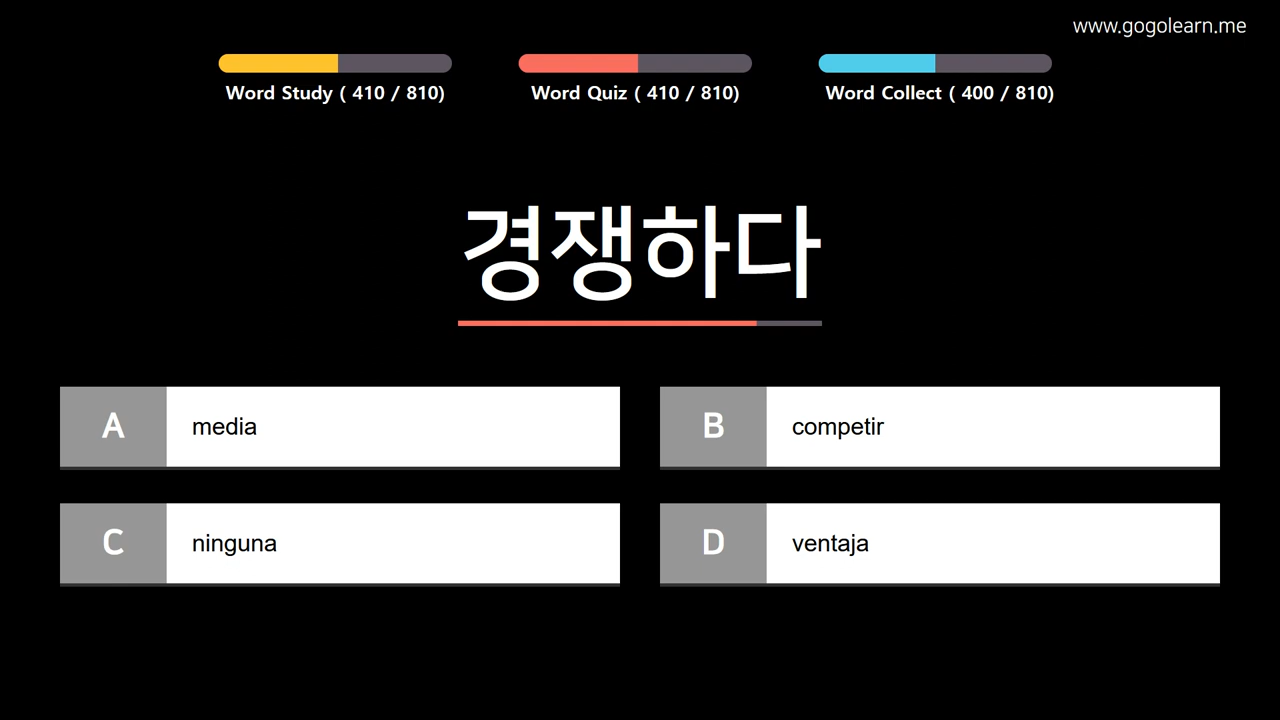 www.gogolearn.me
Word Study ( 410 / 810)
Word Quiz ( 410 / 810)
Word Collect ( 400 / 810)
경쟁하다
A media
B competir
C ninguna
D ventaja